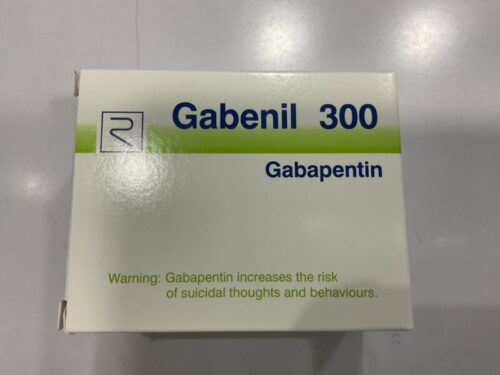 Gabenil 300
Gabapentin
Warning: Gabapentin increases the risk
of suicidal thoughts and behaviours.